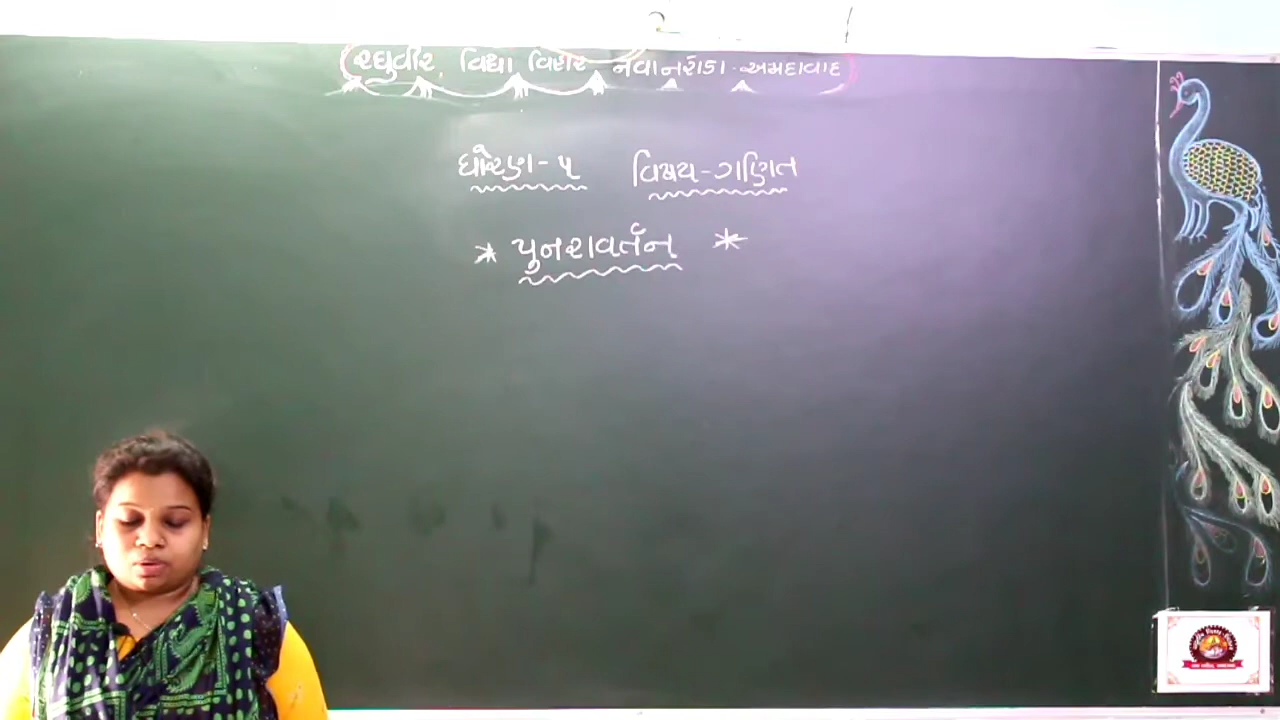 રઘુવીર વિદ્યા વિહાર નવાનરોડા. અમદાવાદ
ધોરણ-૫ વિષય-ગણિત
* પુનરાવર્તન *